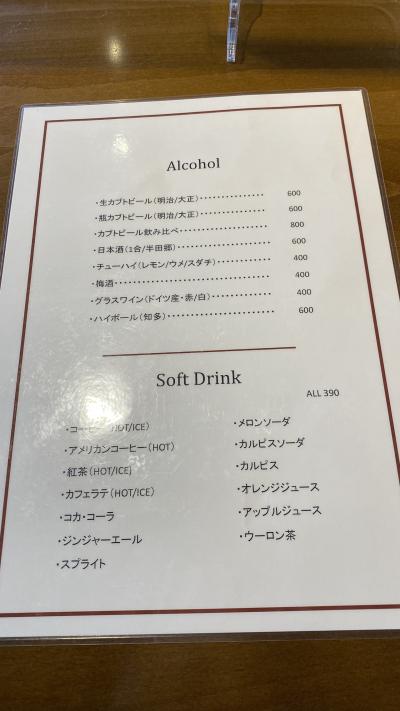 Alcohol
・生カブトビール（明治/大正）・・・・・・・・・・・・・・・ 600
・瓶カブトビール（明治/大正）・・・・・・・・・・・・・・・ 600
・カブトビール飲み比べ・・・・・・・・・・・・・・・・・・・・ 800
・日本酒（1合/半田郷）・・・・・・・・・・・・・・・・・・・・ 600
・チューハイ（レモン/ウメ/スダチ）・・・・・・・・・・・・・ 400
・梅酒・・・・・・・・・・・・・・・・・・・・・・・・・・・・・・・・・・ 400
・グラスワイン（ドイツ産・赤/白）・・・・・・・・・・・・・ 400
・ハイボール（知多）・・・・・・・・・・・・・・・・・・・・・・・ 600
Soft Drink
ALL 390
・コーヒー（HOT/ICE）
・アメリカンコーヒー（HOT）
・紅茶（HOT/ICE）
・カフェラテ（HOT/ICE）
・コカ・コーラ
・ジンジャーエール
・スプライト
・メロンソーダ
・カルピスソーダ
・カルピス
・オレンジジュース
・アップルジュース
・ウーロン茶